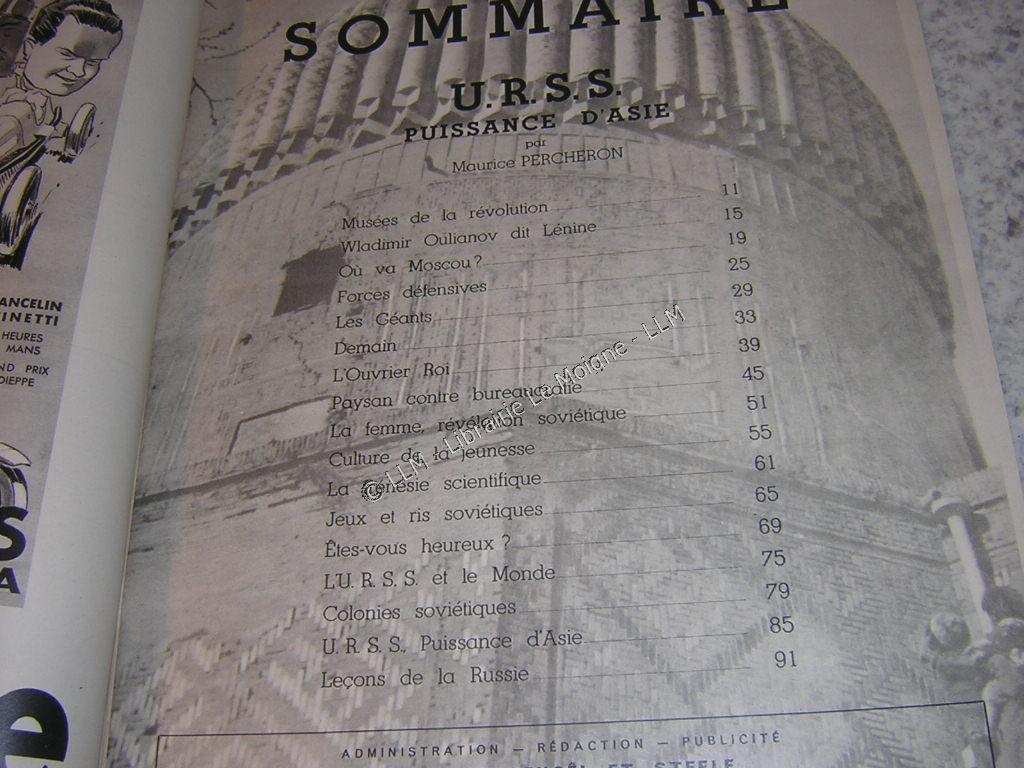 SOMMAIRE
U.R.S.S.
PUISSANCE D'ASIE
par
Maurice PERCHERON
Musées de la révolution 11
Wladimir Oulianov dit Lénine 15
Où va Moscou ? 19
Forces défensives 25
Les Géants 29
Demain 33
L'Ouvrier Roi 39
Paysan contre bureaucratie 45
La femme, révélation soviétique 51
Culture de la jeunesse 55
La frénésie scientifique 61
Jeux et ris soviétiques 65
Êtes-vous heureux ? 69
L'U. R. S. S. et le Monde 75
Colonies soviétiques 79
U. R. S. S., Puissance d'Asie 85
Leçons de la Russie 91
ADMINISTRATION — RÉDACTION — PUBLICITÉ
ET STEELE
© LLM - Librairie Le Moigne - LLM
ANCELIN
INETTI
HEURES
MANS
ND PRIX
DIEPPE
S
A
e